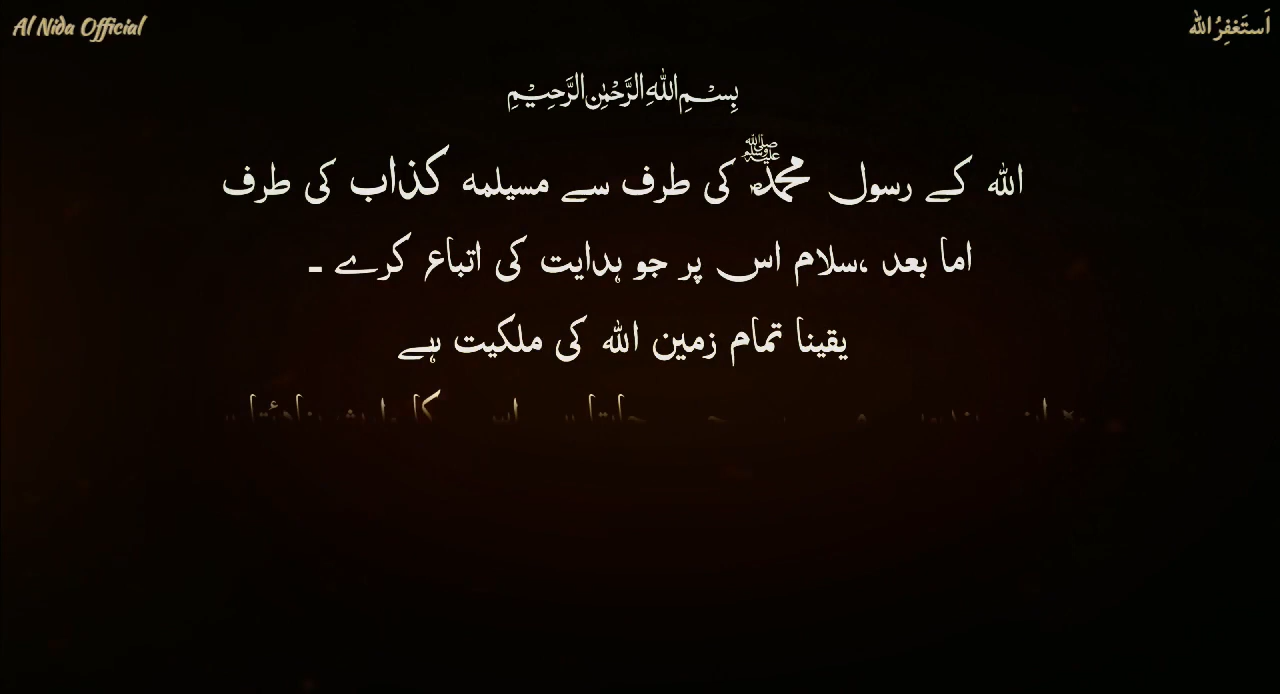 Al Nida Official
اَستَغفِرُاللہ
بِسْمِ اللّٰهِ الرَّحْمٰنِ الرَّحِيْمِ
اللہ کے رسول محمدﷺ کی طرف سے مسیلمہ کذاب کی طرف
اما بعد ،سلام اس پر جو ہدایت کی اتباع کرے ۔
یقینا تمام زمین اللہ کی ملکیت ہے